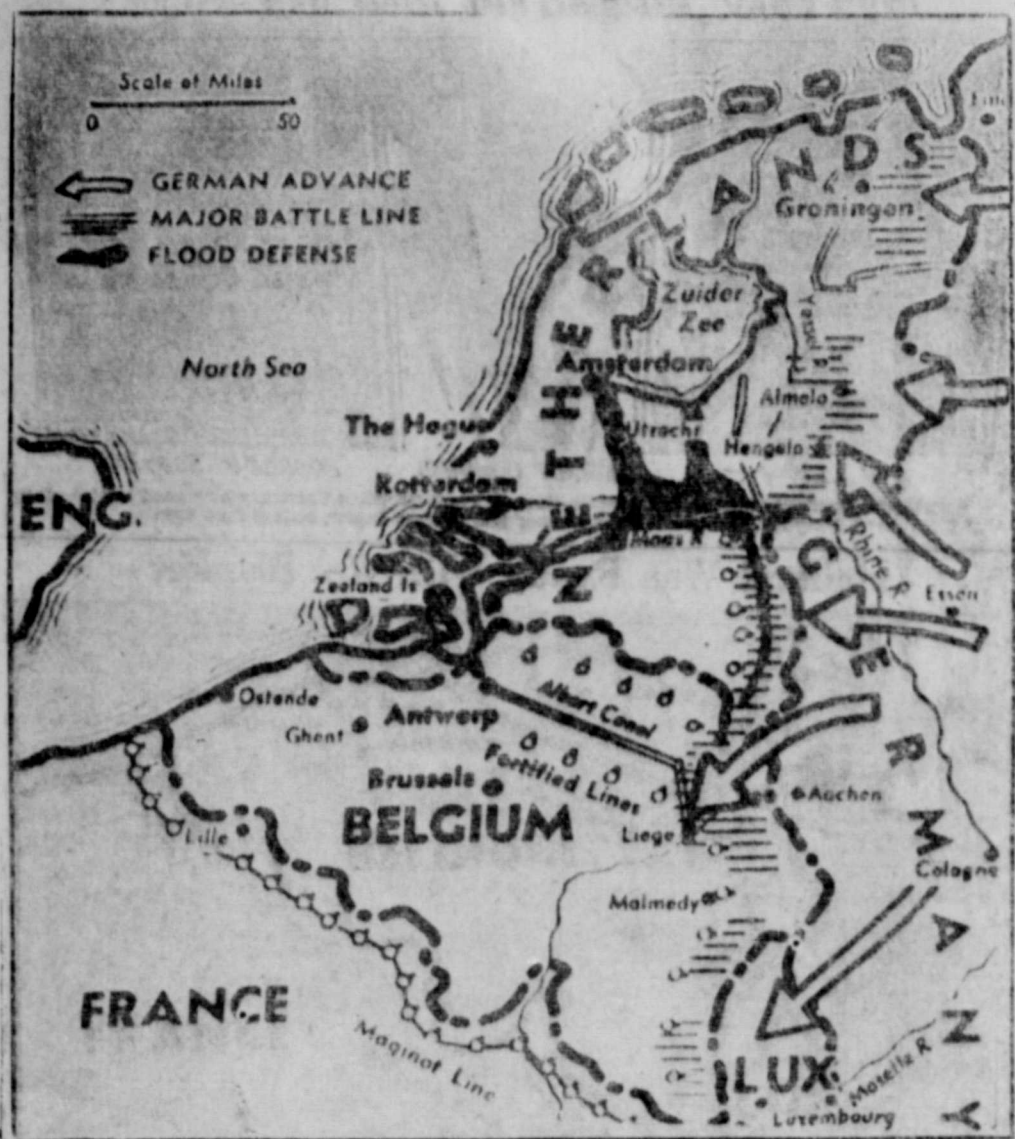 Scale of Miles
0 50
GERMAN ADVANCE
MAJOR BATTLE LINE
FLOOD DEFENSE
NETHERLANDS
Groningen
Zuider
Zee
North Sea
Amsterdam
Yssel
Almelo
The Hague
Utrecht
Hengelo
Rotterdam
ENG.
Maas R
Rhine R
Essen
Zeeland Is
GERMANY
Ostende
Albert Canal
Antwerp
Ghent
Fortified Lines
Brussels
Aachen
BELGIUM
Liege
Lille
Cologne
Malmedy
FRANCE
Maginot Line
LUX.
Moselle R
Luxembourg